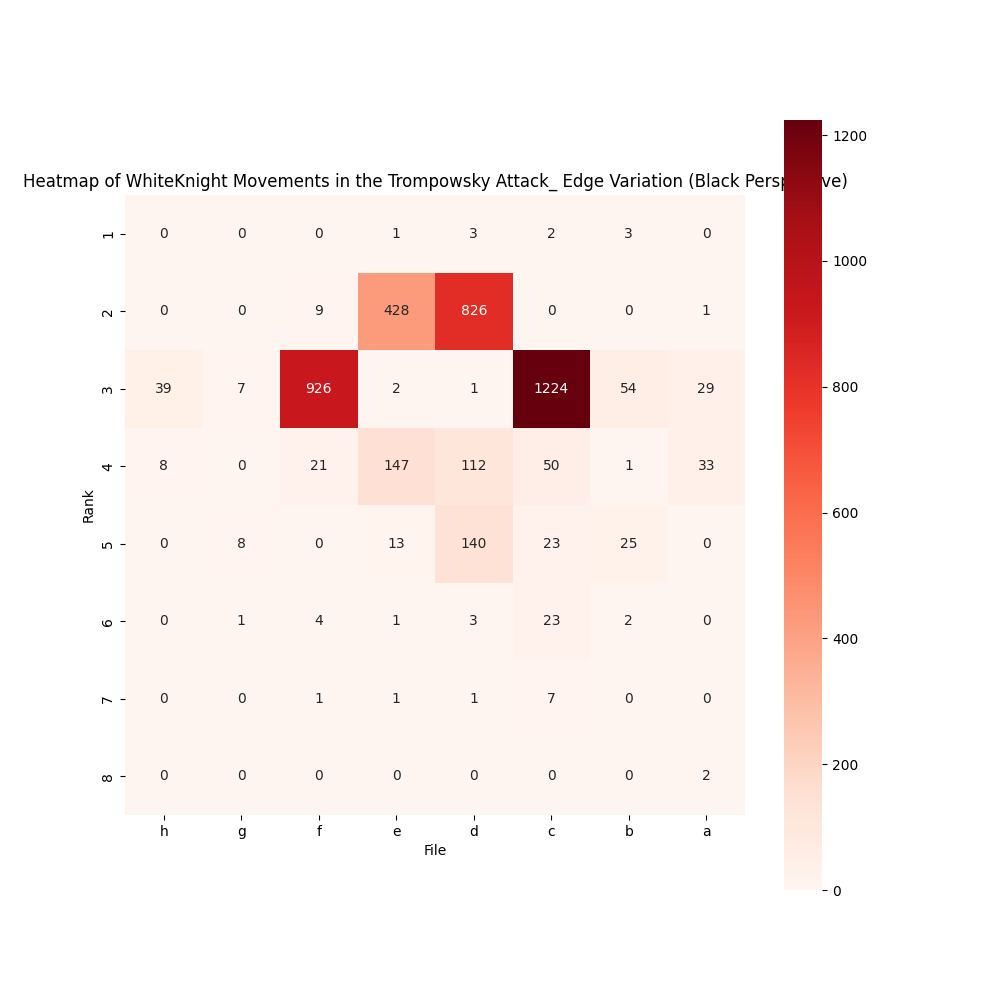 1200
Heatmap of WhiteKnight Movements in the Trompowsky Attack_ Edge Variation (Black Perspective)
1 0 0 0 1 3 2 3 0
1000
2 0 0 9 428 826 0 0 1
800
3 39 7 926 2 1 1224 54 29
4 8 0 21 147 112 50 1 33
600
Rank
5 0 8 0 13 140 23 25 0
400
6 0 1 4 1 3 23 2 0
7 0 0 1 1 1 7 0 0
200
8 0 0 0 0 0 0 0 2
h g f e d c b a
File
0